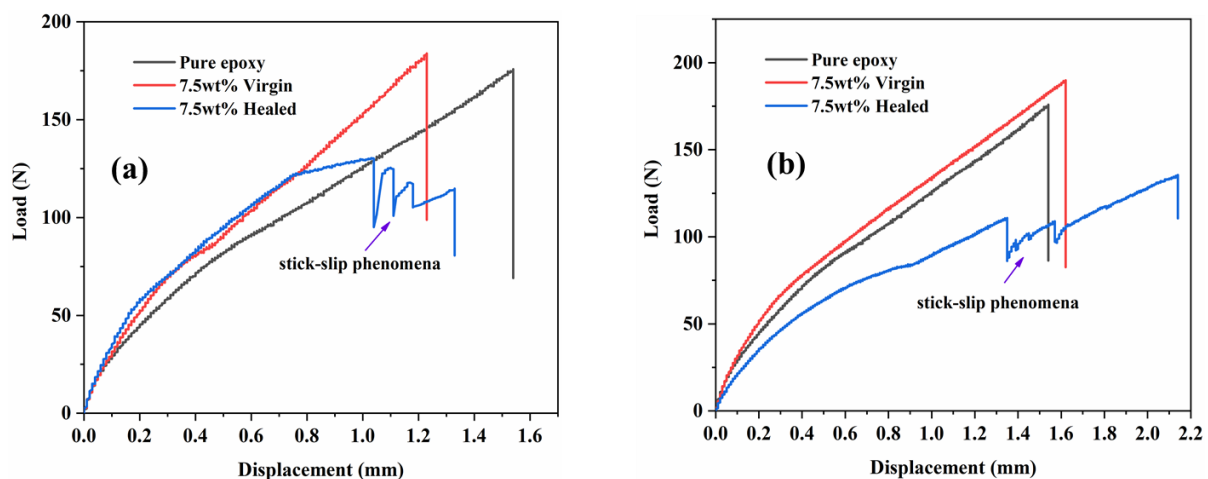 200
150
100
50
0
Load (N)
Pure epoxy
7.5wt% Virgin
7.5wt% Healed
(a)
stick-slip phenomena
0.0 0.2 0.4 0.6 0.8 1.0 1.2 1.4 1.6
Displacement (mm)
200
150
100
50
0
Load (N)
Pure epoxy
7.5wt% Virgin
7.5wt% Healed
(b)
stick-slip phenomena
0.0 0.2 0.4 0.6 0.8 1.0 1.2 1.4 1.6 1.8 2.0 2.2
Displacement (mm)